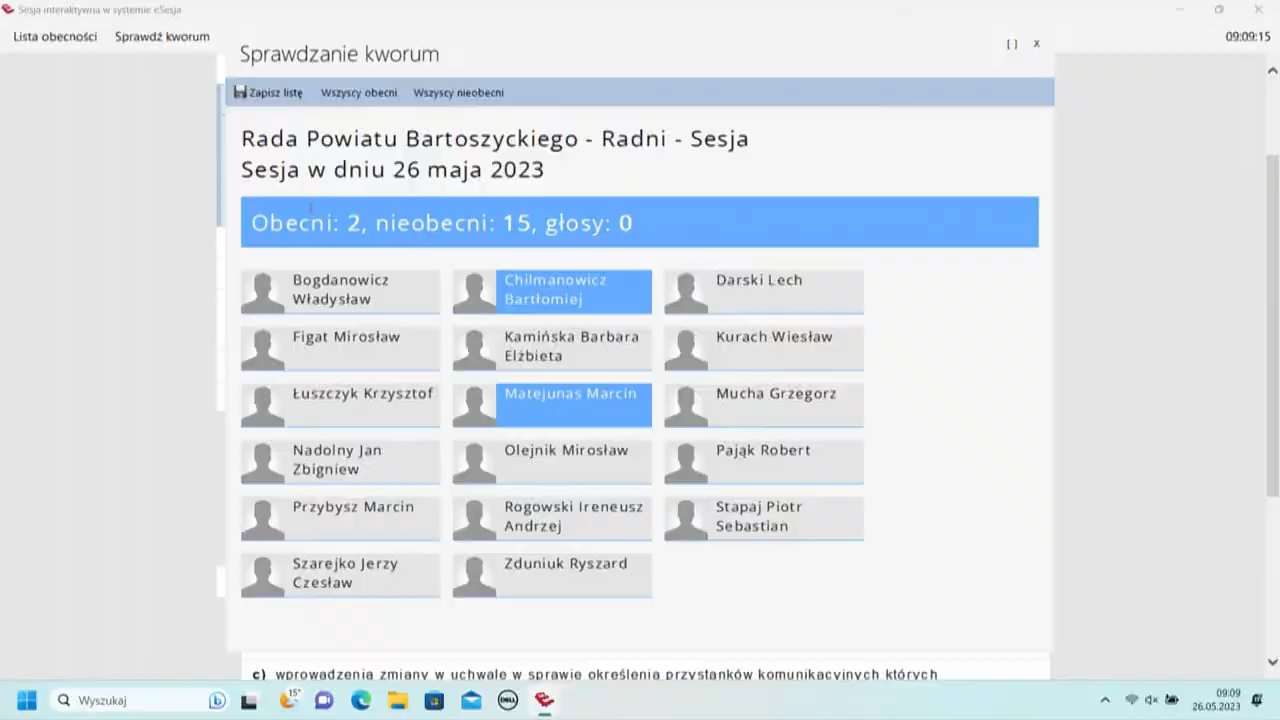 Sesja interaktywna w systemie eSesja
Lista obecności Sprawdź kworum
09:09:15
Sprawdzanie kworum
[ ] x
Zapisz listę Wszyscy obecni Wszyscy nieobecni
Rada Powiatu Bartoszyckiego - Radni - Sesja
Sesja w dniu 26 maja 2023
Obecni: 2, nieobecni: 15, głosy: 0
Bogdanowicz
Władysław
Chilmanowicz
Bartłomiej
Darski Lech
Figat Mirosław
Kamińska Barbara
Elżbieta
Kurach Wiesław
Łuszczyk Krzysztof
Matejunas Marcin
Mucha Grzegorz
Nadolny Jan
Zbigniew
Olejnik Mirosław
Pająk Robert
Przybysz Marcin
Rogowski Ireneusz
Andrzej
Stapaj Piotr
Sebastian
Szarejko Jerzy
Czesław
Zduniuk Ryszard
c) wprowadzenia zmiany w uchwale w sprawie określenia przystanków komunikacyjnych których
Wyszukaj
15°
DELL
09:09
26.05.2023